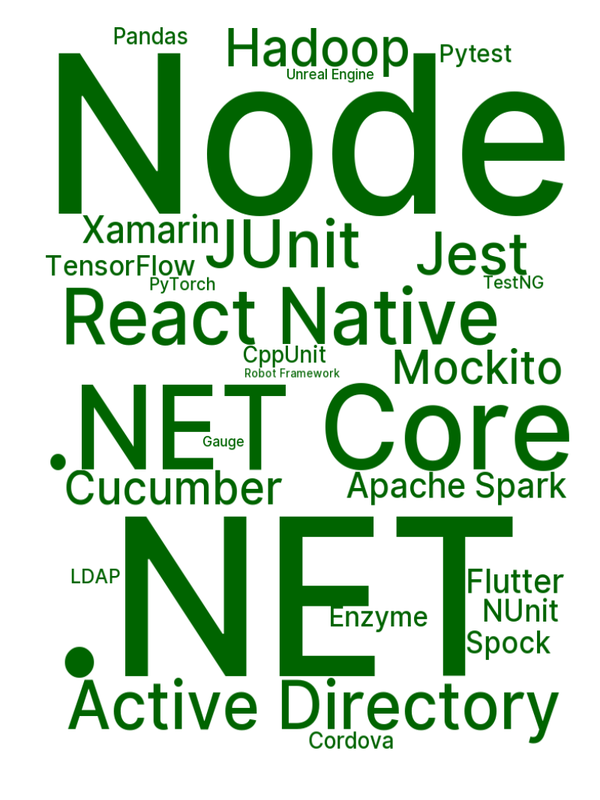 Pandas
Hadoop
Pytest
Unreal Engine
Node
Xamarin
JUnit
Jest
TensorFlow
PyTorch
TestNG
React Native
CppUnit
Mockito
Robot Framework
.NET Core
Gauge
Cucumber
Apache Spark
.NET
LDAP
Flutter
NUnit
Enzyme
Spock
Active Directory
Cordova